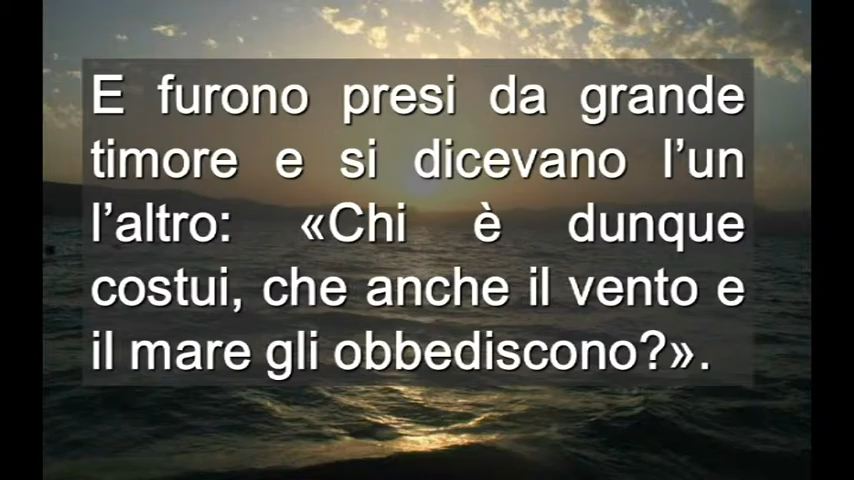 E furono presi da grande
timore e si dicevano l’un
l’altro: «Chi è dunque
costui, che anche il vento e
il mare gli obbediscono?».